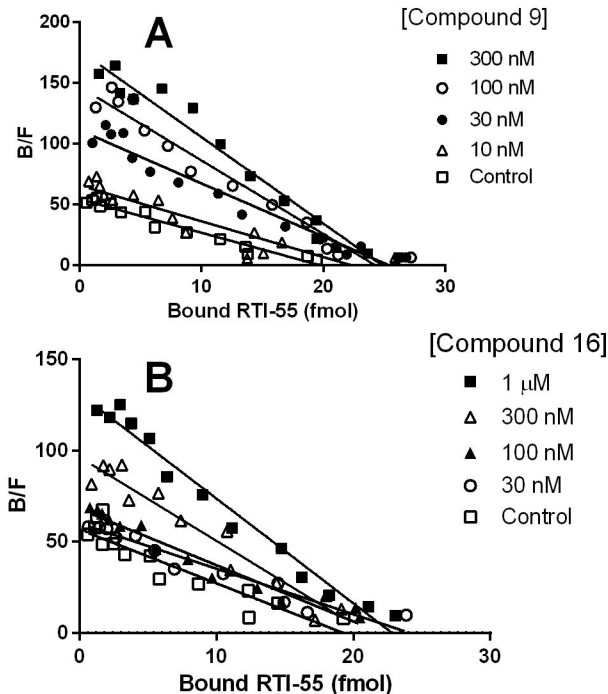 A
[Compound 9]
300 nM
100 nM
30 nM
10 nM
Control
B/F
200
150
100
50
0
0 10 20 30
Bound RTI-55 (fmol)
B
[Compound 16]
1 μM
300 nM
100 nM
30 nM
Control
B/F
150
100
50
0
0 10 20 30
Bound RTI-55 (fmol)